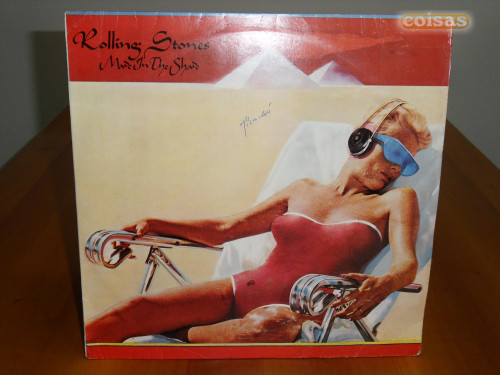 coisas
Rolling Stones
Made In The Shade